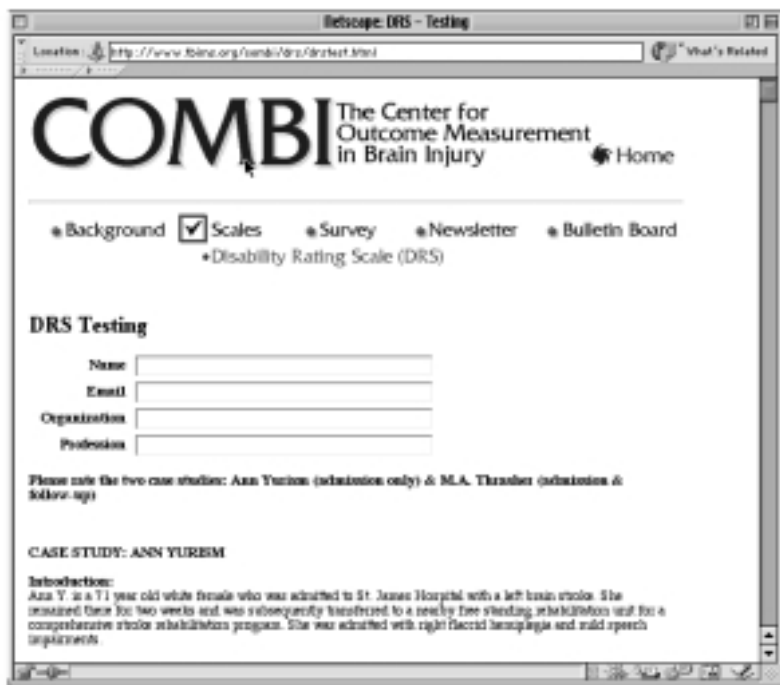 Netscape: DRS – Testing
Location: http://www.tbims.org/combi/drs/drstest.html What's Related
COMBI
The Center for
Outcome Measurement
in Brain Injury
Home
Background Scales Survey Newsletter Bulletin Board
Disability Rating Scale (DRS)
DRS Testing
Name
Email
Organization
Profession
Please rate the two case studies: Ann Yurism (admission only) & M.A. Thrasher (admission &
follow-up)
CASE STUDY: ANN YURISM
Introduction:
Ann Y. is a 71 year old white female who was admitted to St. James Hospital with a left brain stroke. She
remained there for two weeks and was subsequently transferred to a nearby free standing rehabilitation unit for a
comprehensive stroke rehabilitation program. She was admitted with right flaccid hemiplegia and mild speech
impairments.